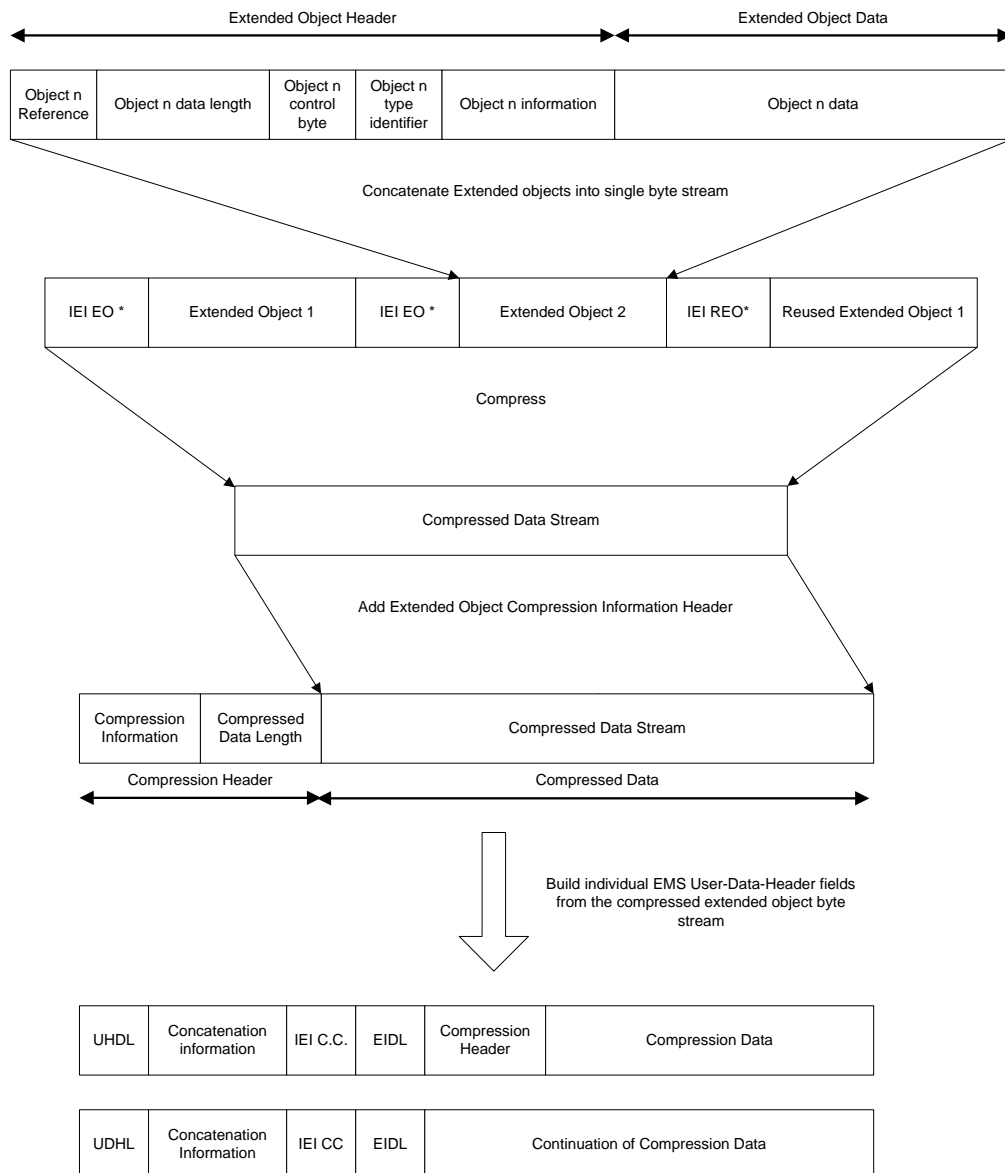 Extended Object Header
Extended Object Data
Object n
Reference
Object n data length
Object n
control
byte
Object n
type
identifier
Object n information
Object n data
Concatenate Extended objects into single byte stream
IEI EO *
Extended Object 1
IEI EO *
Extended Object 2
IEI REO*
Reused Extended Object 1
Compress
Compressed Data Stream
Add Extended Object Compression Information Header
Compression
Information
Compressed
Data Length
Compressed Data Stream
Compression Header
Compressed Data
Build individual EMS User-Data-Header fields
from the compressed extended object byte
stream
UHDL
Concatenation
information
IEI C.C.
EIDL
Compression
Header
Compression Data
UDHL
Concatenation
Information
IEI CC
EIDL
Continuation of Compression Data